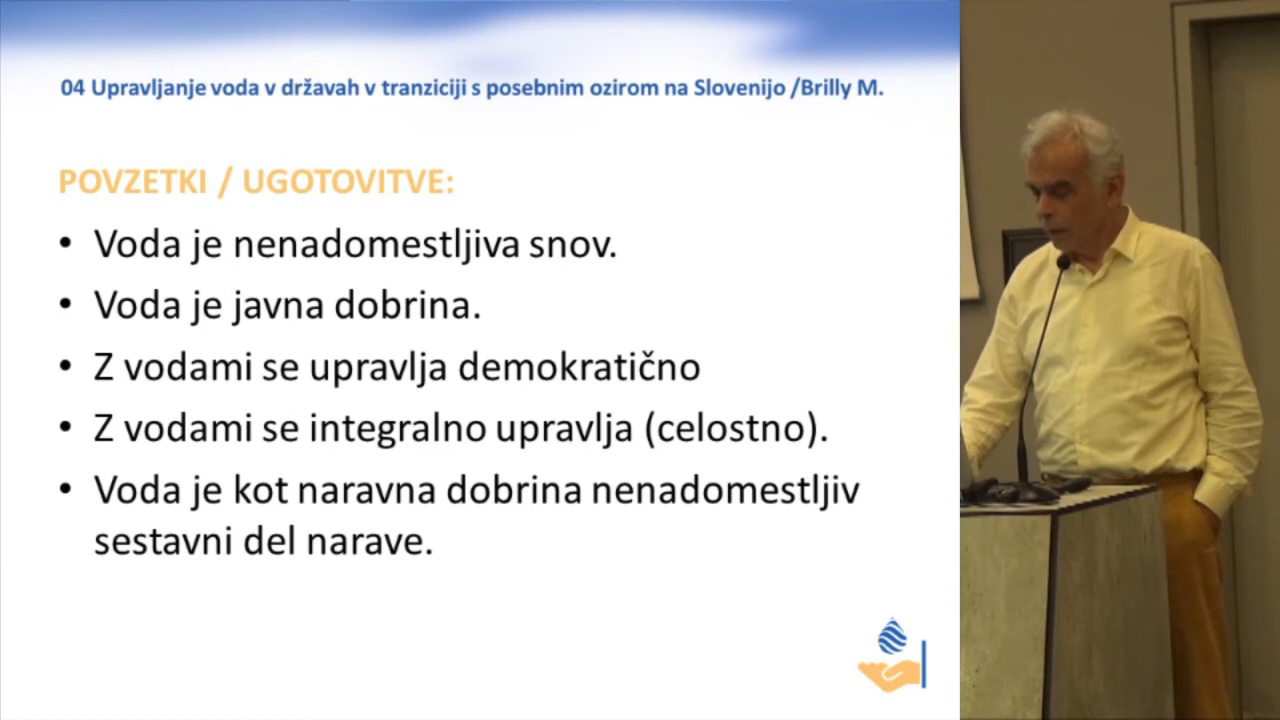 04 Upravljanje voda v državah v tranziciji s posebnim ozirom na Slovenijo /Brilly M.
POVZETKI / UGOTOVITVE:
• Voda je nenadomestljiva snov.
• Voda je javna dobrina.
• Z vodami se upravlja demokratično
• Z vodami se integralno upravlja (celostno).
• Voda je kot naravna dobrina nenadomestljiv
sestavni del narave.